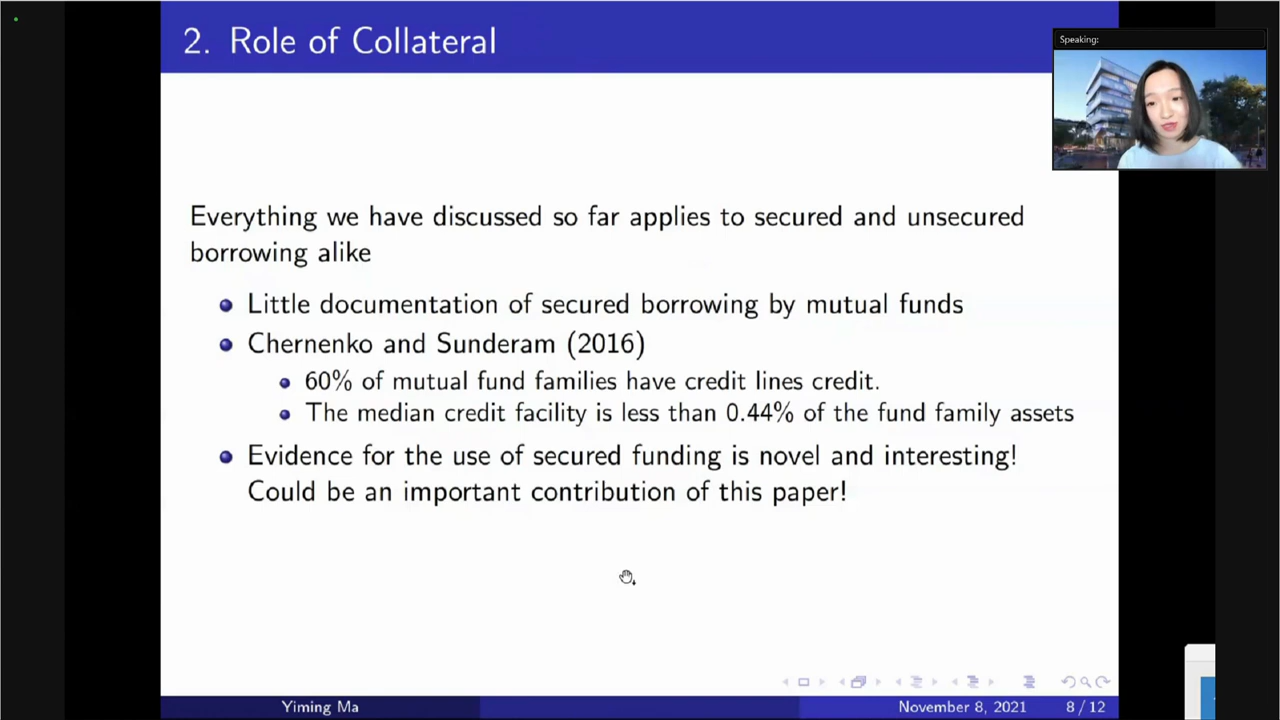 2. Role of Collateral
Speaking:
Everything we have discussed so far applies to secured and unsecured
borrowing alike
Little documentation of secured borrowing by mutual funds
Chernenko and Sunderam (2016)
60% of mutual fund families have credit lines credit.
The median credit facility is less than 0.44% of the fund family assets
Evidence for the use of secured funding is novel and interesting!
Could be an important contribution of this paper!
Yiming Ma
November 8, 2021
8 / 12